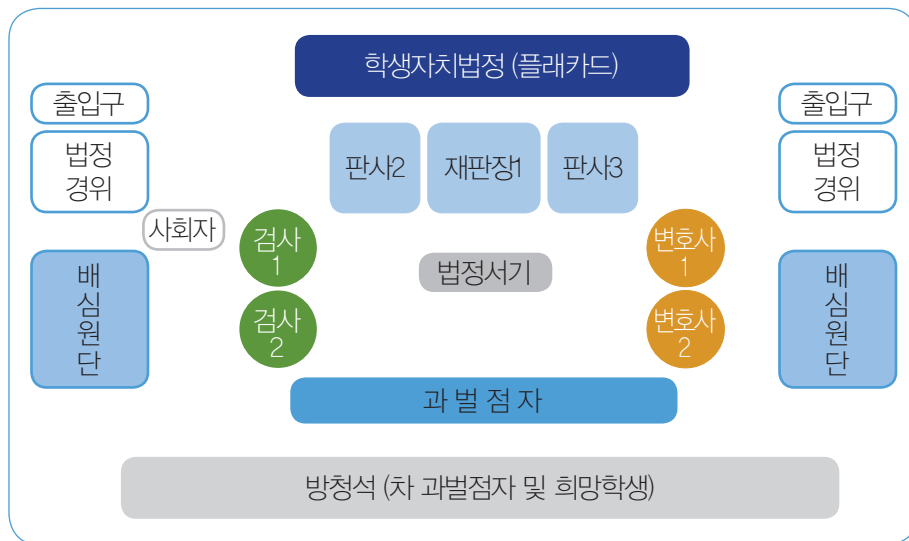 학생자치법정 (플래카드)
출입구
출입구
법정
경위
판사2
재판장1
판사3
법정
경위
사회자
검사
1
법정서기
변호사
1
배
심
원
단
검사
2
변호사
2
배
심
원
단
과 벌 점 자
방청석 (차 과벌점자 및 희망학생)